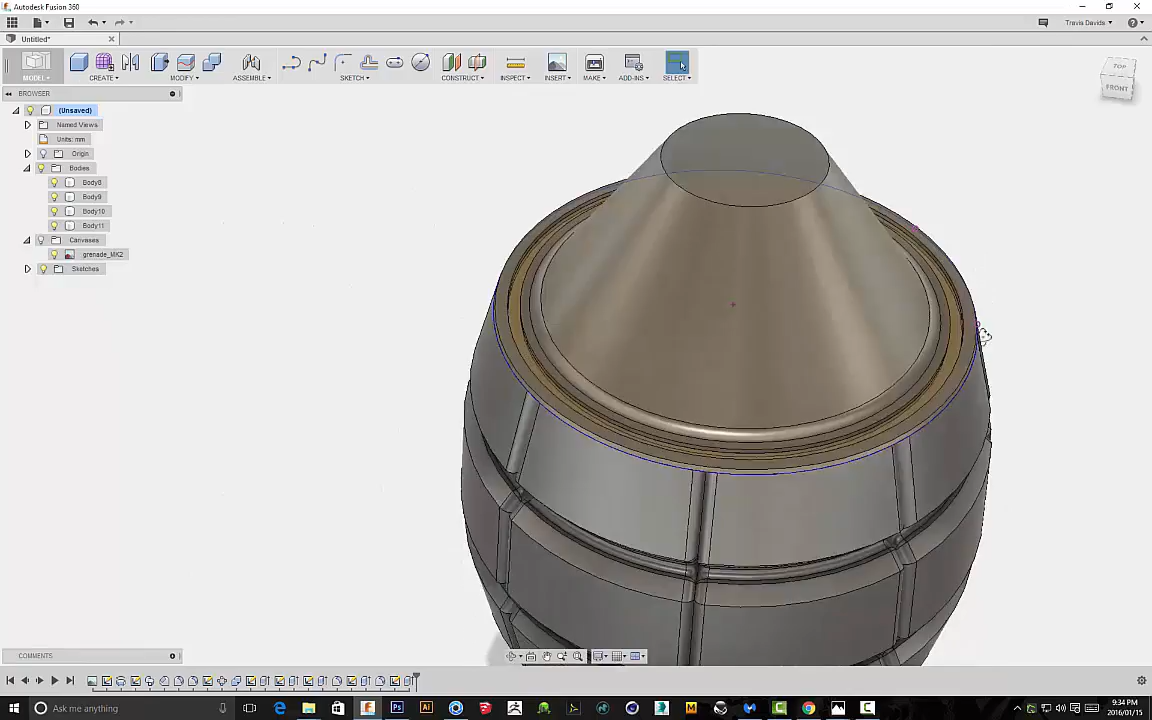 Autodesk Fusion 360
Travis Davids
Untitled*
MODEL
CREATE
MODIFY
ASSEMBLE
SKETCH
CONSTRUCT
INSPECT
INSERT
MAKE
ADD-INS
SELECT
TOP
FRONT
BROWSER
(Unsaved)
Named Views
Units: mm
Origin
Bodies
Body8
Body9
Body10
Body11
Canvases
grenade_MK2
Sketches
COMMENTS
Ask me anything
9:34 PM
2016/01/15